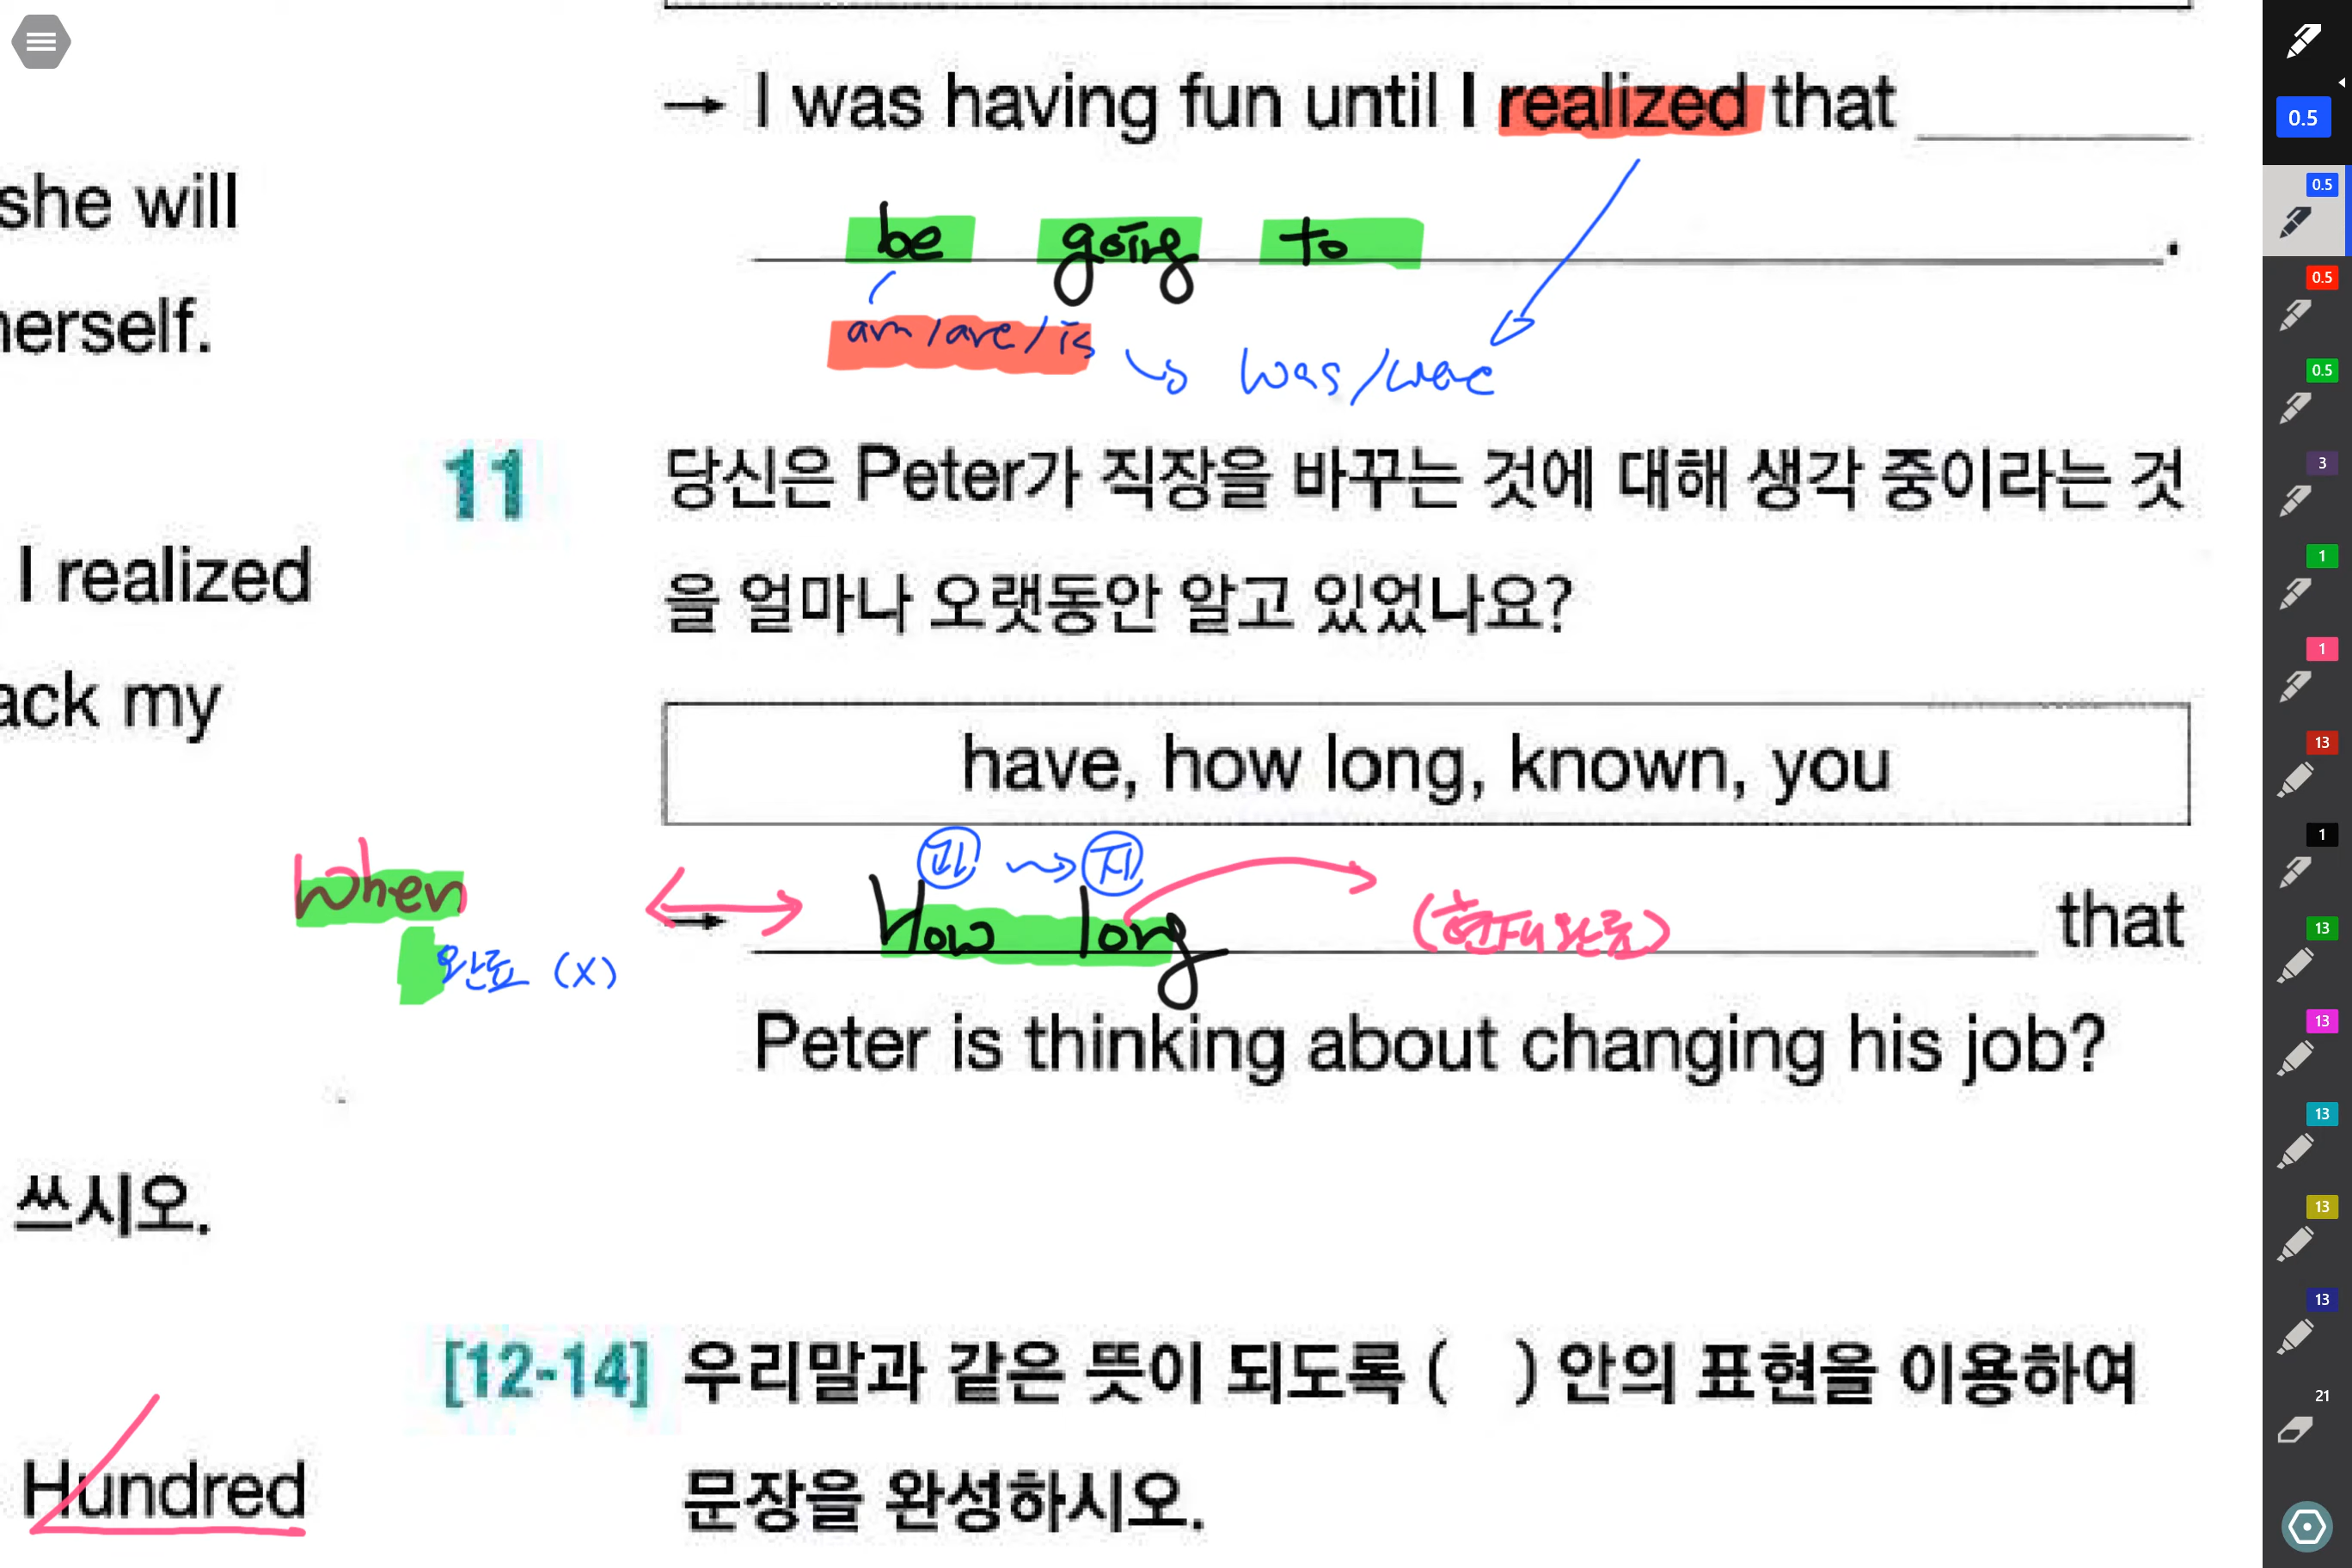 → I was having fun until I realized that
she will
be going to .
herself.
am/are/is → was/were
11 당신은 Peter가 직장을 바꾸는 것에 대해 생각 중이라는 것
I realized
을 얼마나 오랫동안 알고 있었나요?
ack my
have, how long, known, you
When
과 → 지
→ How long (현재완료) that
완료 (x)
Peter is thinking about changing his job?
쓰시오.
[12-14] 우리말과 같은 뜻이 되도록 ( ) 안의 표현을 이용하여
Hundred
문장을 완성하시오.
0.5
0.5
0.5
0.5
3
1
1
13
1
13
13
13
13
13
21